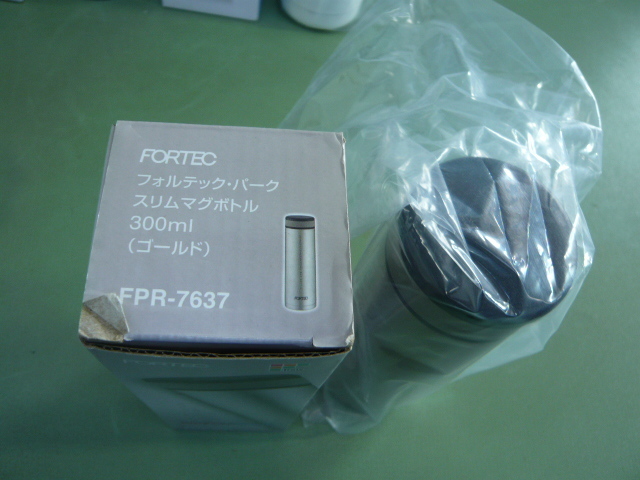 FORTEC
フォルテック・パーク
スリムマグボトル
300ml
(ゴールド)
FPR-7637